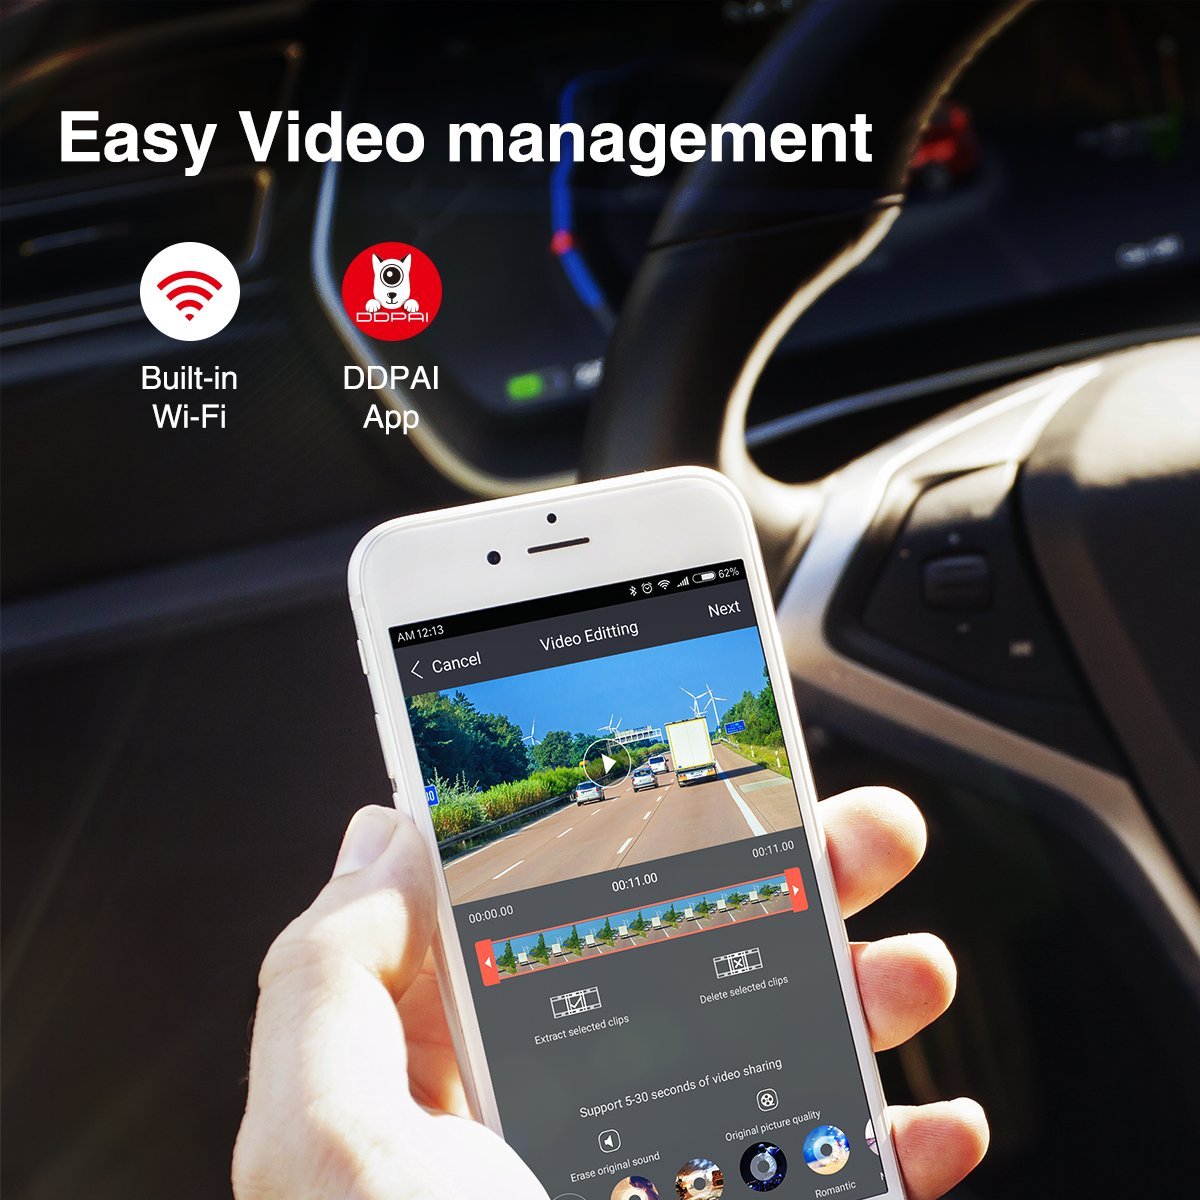 Easy Video management
DDPAI
Built-in
Wi-Fi
DDPAI
App
AM 12:13
62%
Cancel
Video Editting
Next
00:00.00
00:11.00
00:11.00
Extract selected clips
Delete selected clips
Support 5-30 seconds of video sharing
Erase original sound
Original picture quality
Romantic